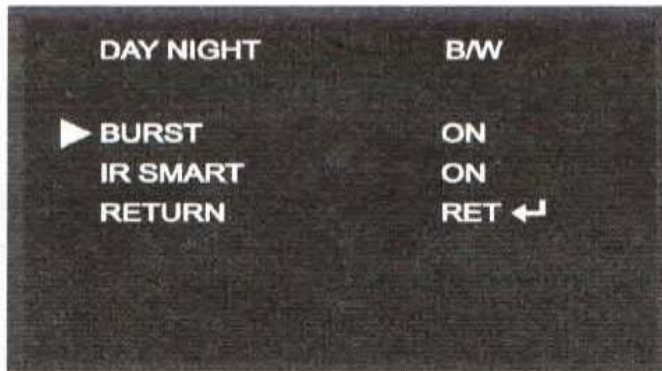 DAY NIGHT B/W
BURST ON
IR SMART ON
RETURN RET